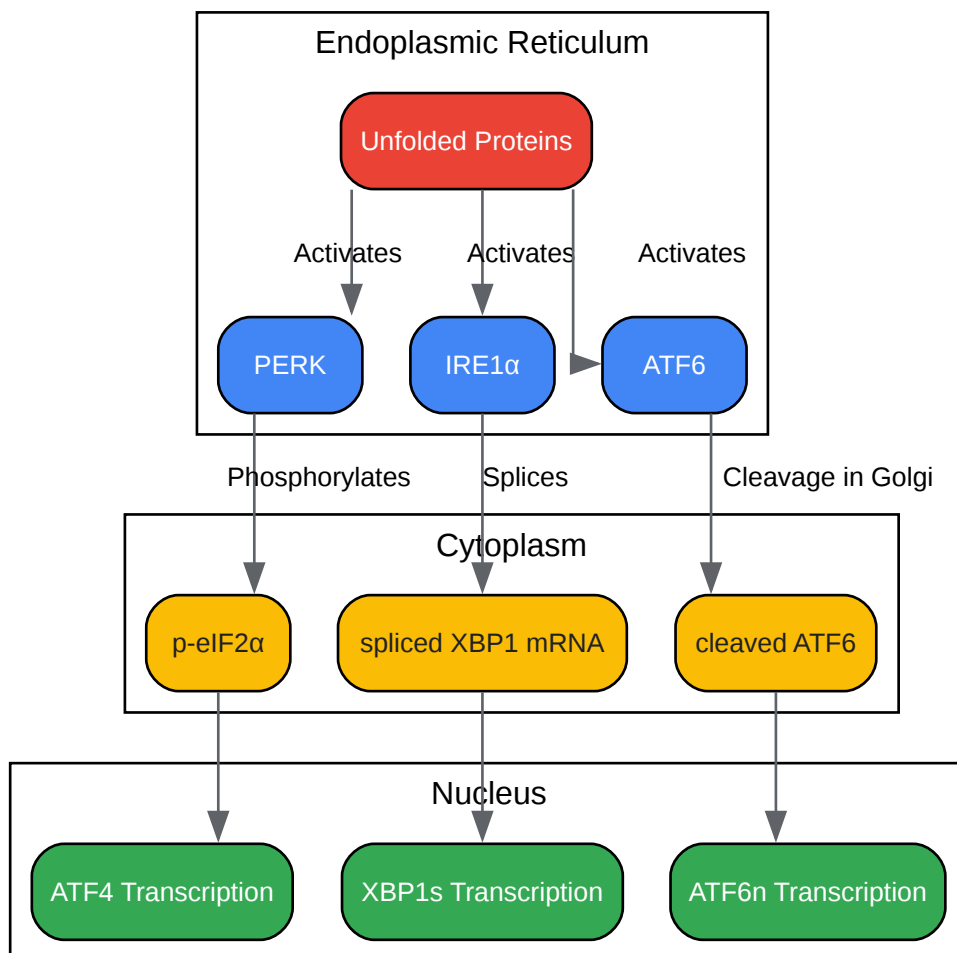 Endoplasmic Reticulum
Unfolded Proteins
Activates
Activates
Activates
PERK
IRE1α
ATF6
Phosphorylates
Splices
Cleavage in Golgi
Cytoplasm
p-eIF2α
spliced XBP1 mRNA
cleaved ATF6
Nucleus
ATF4 Transcription
XBP1s Transcription
ATF6n Transcription